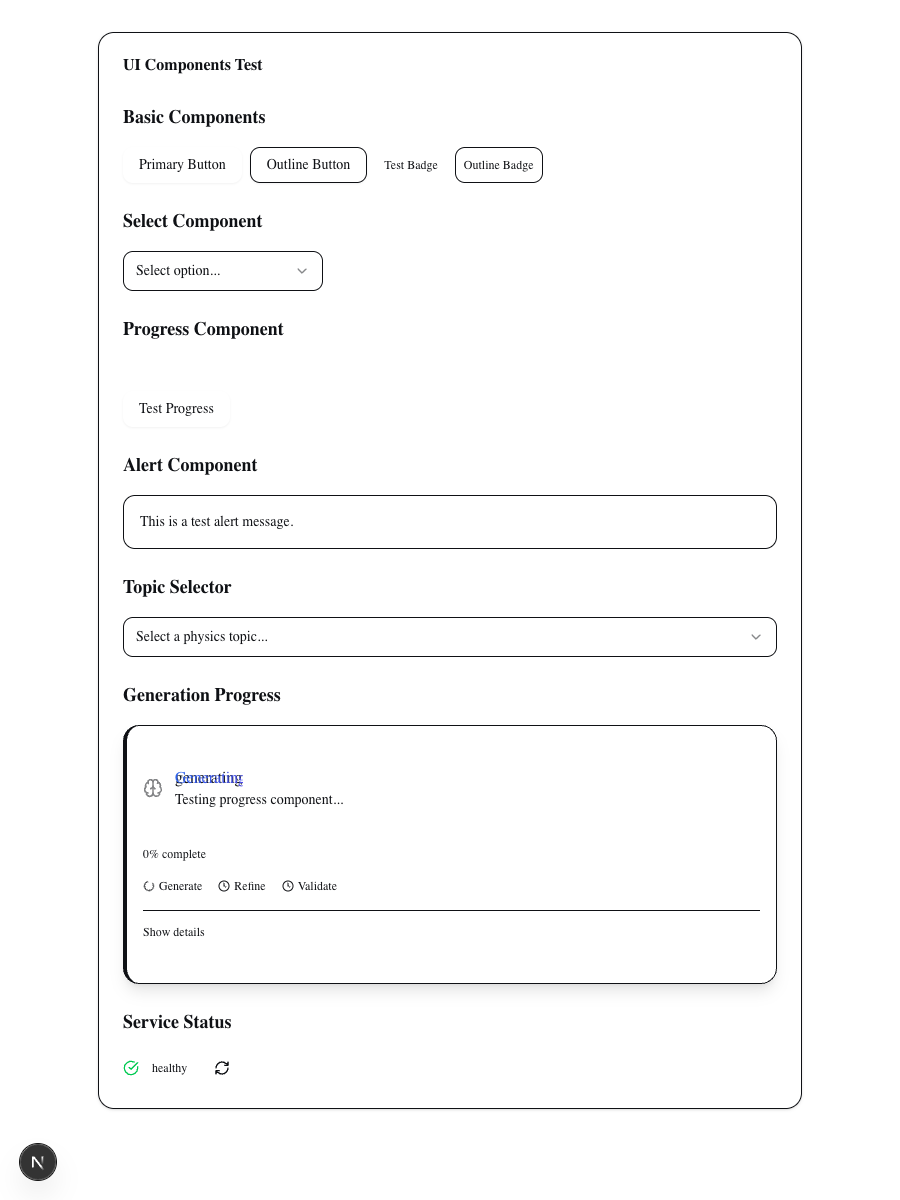 UI Components Test
Basic Components
Primary Button Outline Button Test Badge Outline Badge
Select Component
Select option...
Progress Component
Test Progress
Alert Component
This is a test alert message.
Topic Selector
Select a physics topic...
Generation Progress
generating
Testing progress component...
0% complete
Generate Refine Validate
Show details
Service Status
healthy
N